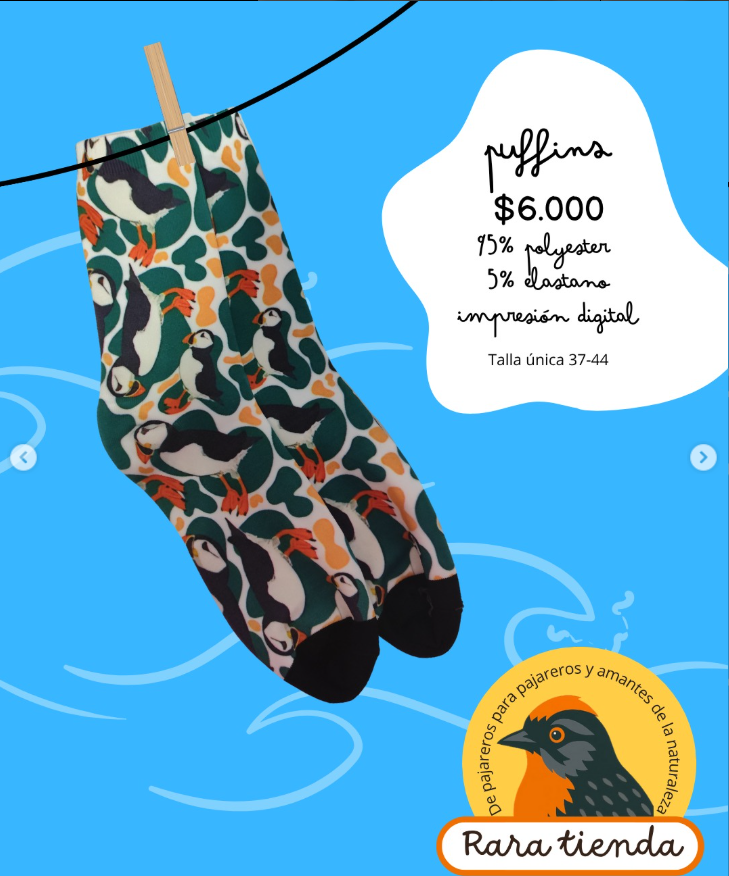 puffins
$6.000
95% polyester
5% elastano
impresión digital
Talla única 37-44
De pajareros para pajareros y amantes de la naturaleza
Rara tienda